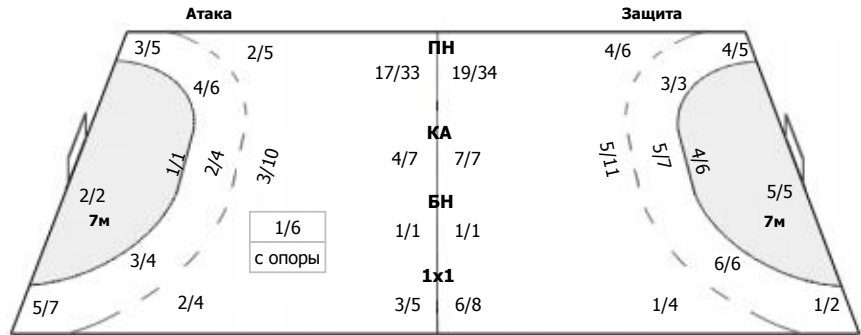 Атака Защита
3/5 2/5 ПН 4/6 4/5
17/33 19/34
4/6 3/3
КА
1/1 2/4 3/10 4/7 7/7 5/11 5/7 4/6
2/2 5/5
7м БН 7м
1/6 1/1 1/1
с опоры
3/4 6/6
1x1
5/7 2/4 3/5 6/8 1/4 1/2